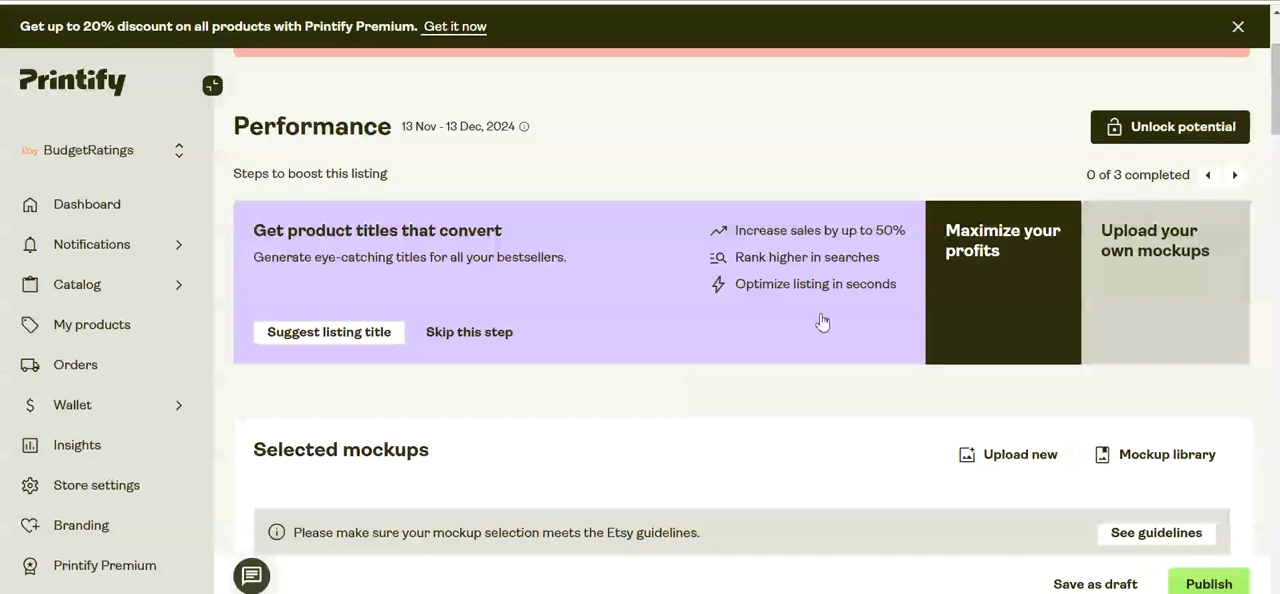 Get up to 20% discount on all products with Printify Premium. Get it now
Printify
Etsy BudgetRatings
Dashboard
Notifications
Catalog
My products
Orders
Wallet
Insights
Store settings
Branding
Printify Premium
Performance 13 Nov - 13 Dec, 2024
Unlock potential
Steps to boost this listing
0 of 3 completed
Get product titles that convert
Generate eye-catching titles for all your bestsellers.
Increase sales by up to 50%
Rank higher in searches
Optimize listing in seconds
Suggest listing title Skip this step
Maximize your
profits
Upload your
own mockups
Selected mockups
Upload new Mockup library
Please make sure your mockup selection meets the Etsy guidelines.
See guidelines
Save as draft Publish